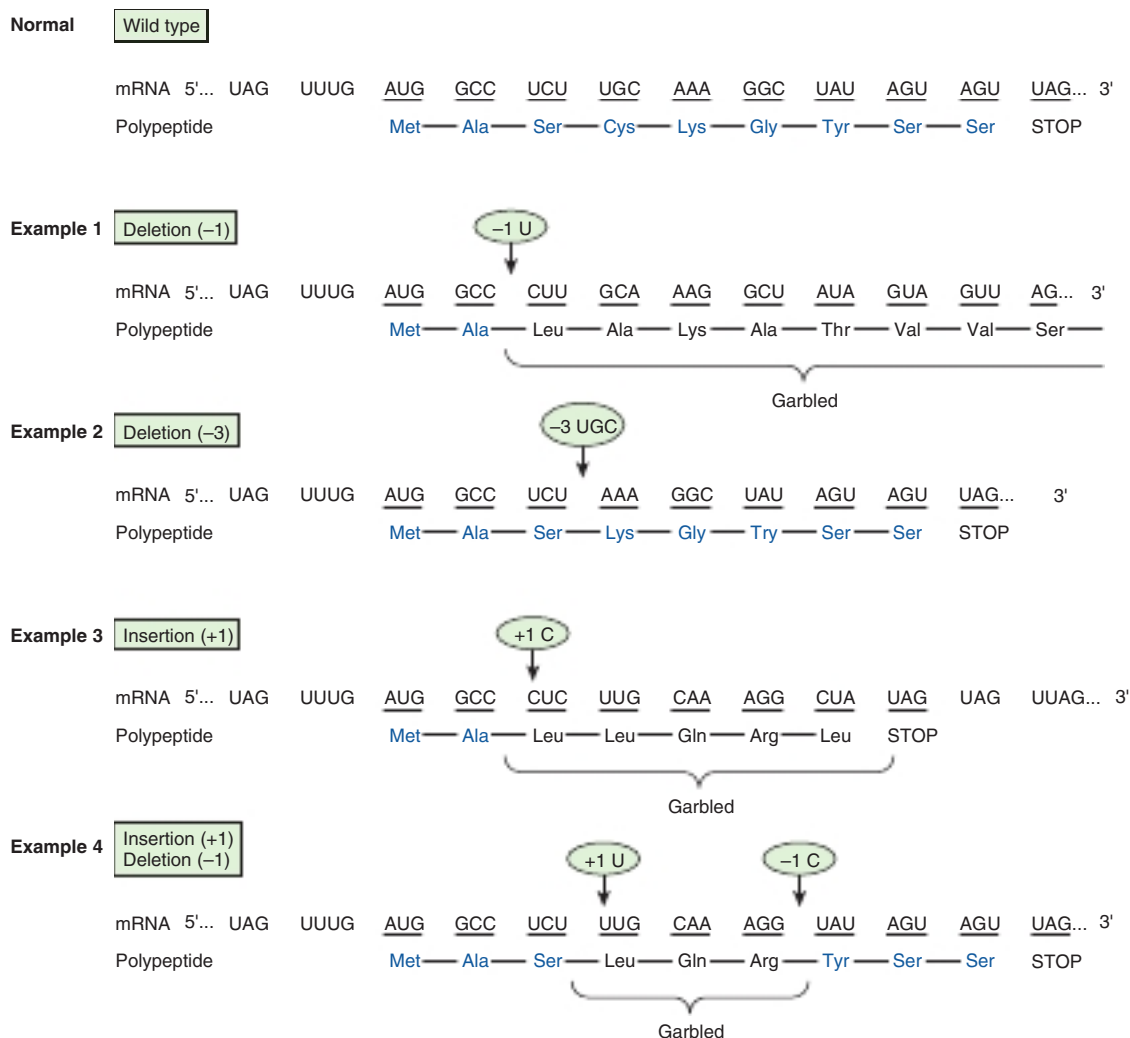 Normal Wild type
mRNA 5'... UAG UUUG AUG GCC UCU UGC AAA GGC UAU AGU AGU UAG... 3'
Polypeptide Met Ala Ser Cys Lys Gly Tyr Ser Ser STOP
Example 1 Deletion (–1) –1 U
mRNA 5'... UAG UUUG AUG GCC CUU GCA AAG GCU AUA GUA GUU AG... 3'
Polypeptide Met Ala Leu Ala Lys Ala Thr Val Val Ser
Garbled
Example 2 Deletion (–3) –3 UGC
mRNA 5'... UAG UUUG AUG GCC UCU AAA GGC UAU AGU AGU UAG... 3'
Polypeptide Met Ala Ser Lys Gly Try Ser Ser STOP
Example 3 Insertion (+1) +1 C
mRNA 5'... UAG UUUG AUG GCC CUC UUG CAA AGG CUA UAG UAG UUAG... 3'
Polypeptide Met Ala Leu Leu Gln Arg Leu STOP
Garbled
Example 4 Insertion (+1)
Deletion (–1)
+1 U –1 C
mRNA 5'... UAG UUUG AUG GCC UCU UUG CAA AGG UAU AGU AGU UAG... 3'
Polypeptide Met Ala Ser Leu Gln Arg Tyr Ser Ser STOP
Garbled